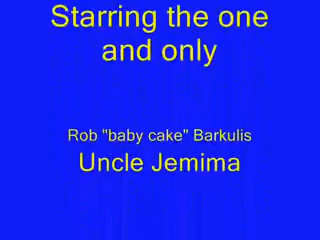 Starring the one
and only
Rob "baby cake" Barkulis
Uncle Jemima